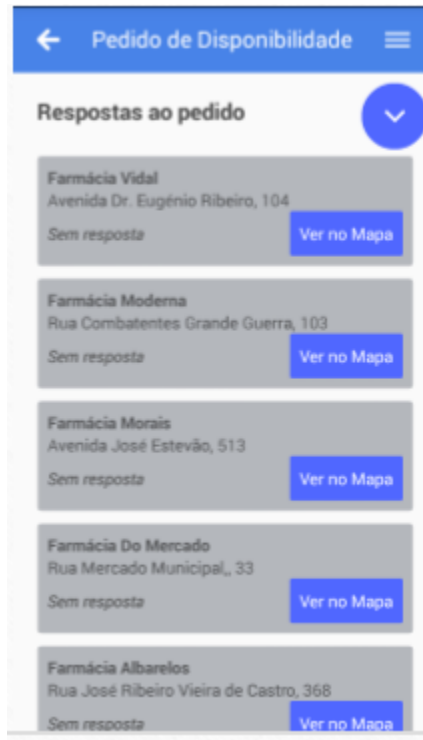 Pedido de Disponibilidade
Respostas ao pedido
Farmácia Vidal
Avenida Dr. Eugénio Ribeiro, 104
Sem resposta
Ver no Mapa
Farmácia Moderna
Rua Combatentes Grande Guerra, 103
Sem resposta
Ver no Mapa
Farmácia Morais
Avenida José Estevão, 513
Sem resposta
Ver no Mapa
Farmácia Do Mercado
Rua Mercado Municipal,, 33
Sem resposta
Ver no Mapa
Farmácia Albarelos
Rua José Ribeiro Vieira de Castro, 368
Sem resposta
Ver no Mapa